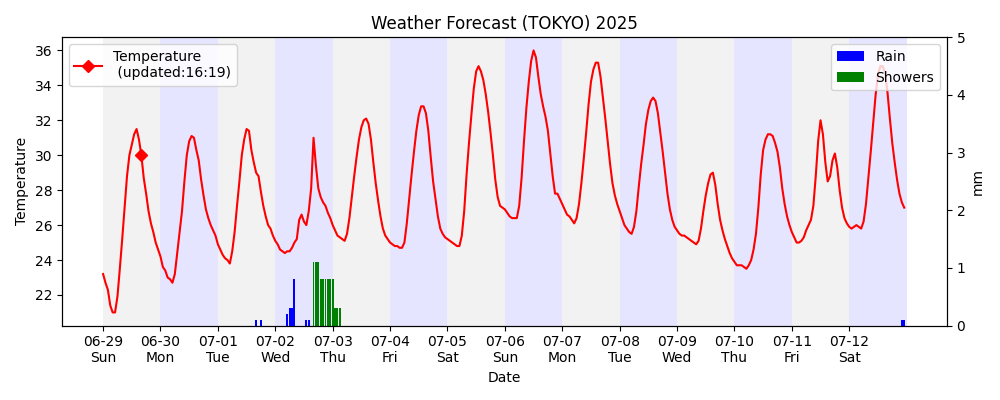 Weather Forecast (TOKYO) 2025
Temperature
(updated:16:19)
Rain
Showers
Temperature
36
34
32
30
28
26
24
22
5
4
3
2
1
0
mm
06-29 06-30 07-01 07-02 07-03 07-04 07-05 07-06 07-07 07-08 07-09 07-10 07-11 07-12
Sun Mon Tue Wed Thu Fri Sat Sun Mon Tue Wed Thu Fri Sat
Date